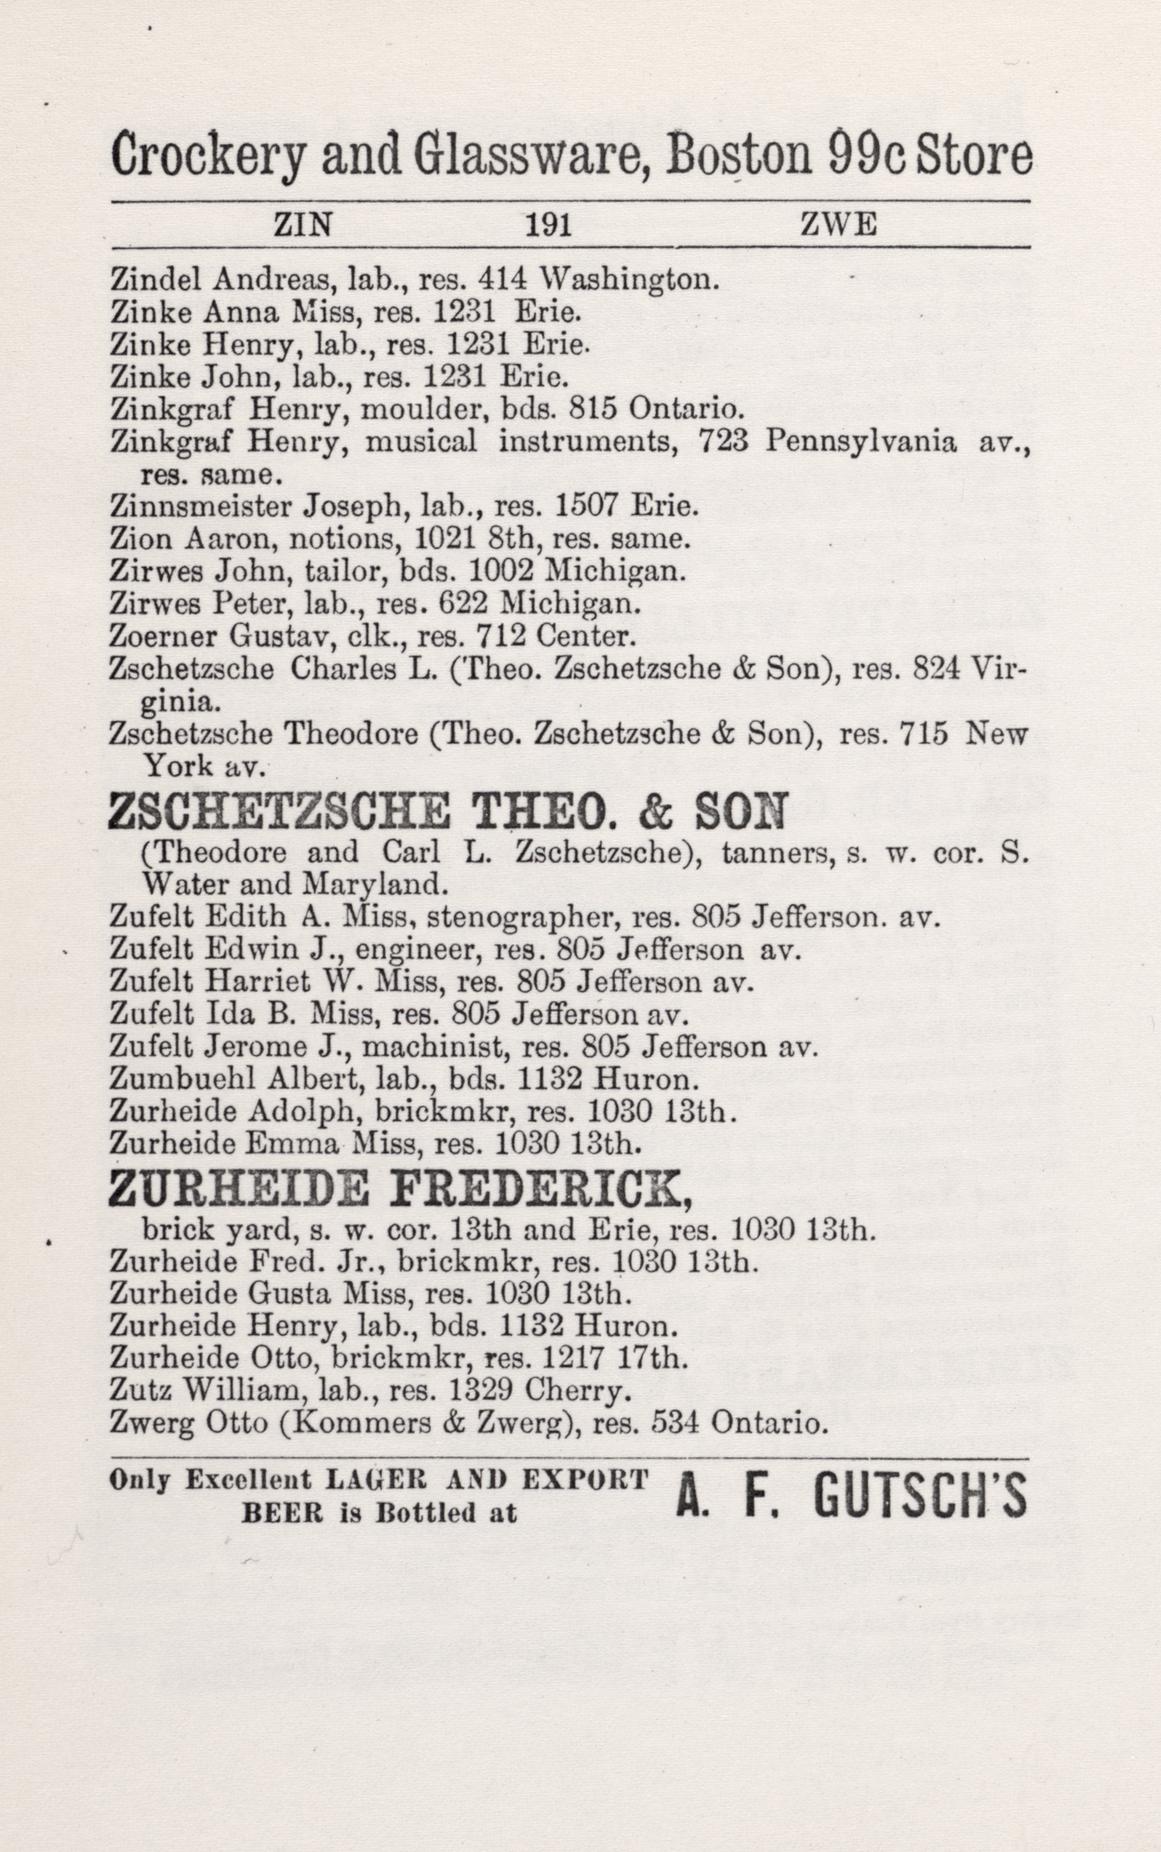 Crockery and Glassware, Boston 99c Store
ZIN 191 ZWE
Zindel Andreas, lab., res. 414 Washington.
Zinke Anna Miss, res. 1231 Erie.
Zinke Henry, lab., res. 1231 Erie.
Zinke John, lab., res. 1231 Erie.
Zinkgraf Henry, moulder, bds. 815 Ontario.
Zinkgraf Henry, musical instruments, 723 Pennsylvania av.,
res. same.
Zinnsmeister Joseph, lab., res. 1507 Erie.
Zion Aaron, notions, 1021 8th, res. same.
Zirwes John, tailor, bds. 1002 Michigan.
Zirwes Peter, lab., res. 622 Michigan.
Zoerner Gustav, clk., res. 712 Center.
Zschetzsche Charles L. (Theo. Zschetzsche & Son), res. 824 Vir-
ginia.
Zschetzsche Theodore (Theo. Zschetzsche & Son), res. 715 New
York av.
ZSCHETZSCHE THEO. & SON
(Theodore and Carl L. Zschetzsche), tanners, s. w. cor. S.
Water and Maryland.
Zufelt Edith A. Miss, stenographer, res. 805 Jefferson. av.
Zufelt Edwin J., engineer, res. 805 Jefferson av.
Zufelt Harriet W. Miss, res. 805 Jefferson av.
Zufelt Ida B. Miss, res. 805 Jefferson av.
Zufelt Jerome J., machinist, res. 805 Jefferson av.
Zumbuehl Albert, lab., bds. 1132 Huron.
Zurheide Adolph, brickmkr, res. 1030 13th.
Zurheide Emma Miss, res. 1030 13th.
ZURHEIDE FREDERICK,
brick yard, s. w. cor. 13th and Erie, res. 1030 13th.
Zurheide Fred. Jr., brickmkr, res. 1030 13th.
Zurheide Gusta Miss, res. 1030 13th.
Zurheide Henry, lab., bds. 1132 Huron.
Zurheide Otto, brickmkr, res. 1217 17th.
Zutz William, lab., res. 1329 Cherry.
Zwerg Otto (Kommers & Zwerg), res. 534 Ontario.
Only Excellent LAGER AND EXPORT
BEER is Bottled at A. F. GUTSCH'S